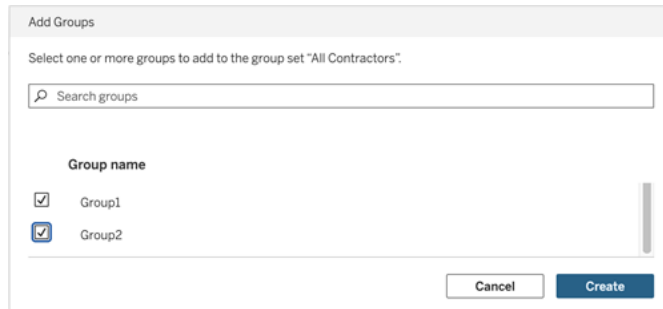 Add Groups
Select one or more groups to add to the group set “All Contractors”.
Search groups
Group name
Group1
Group2
Cancel
Create